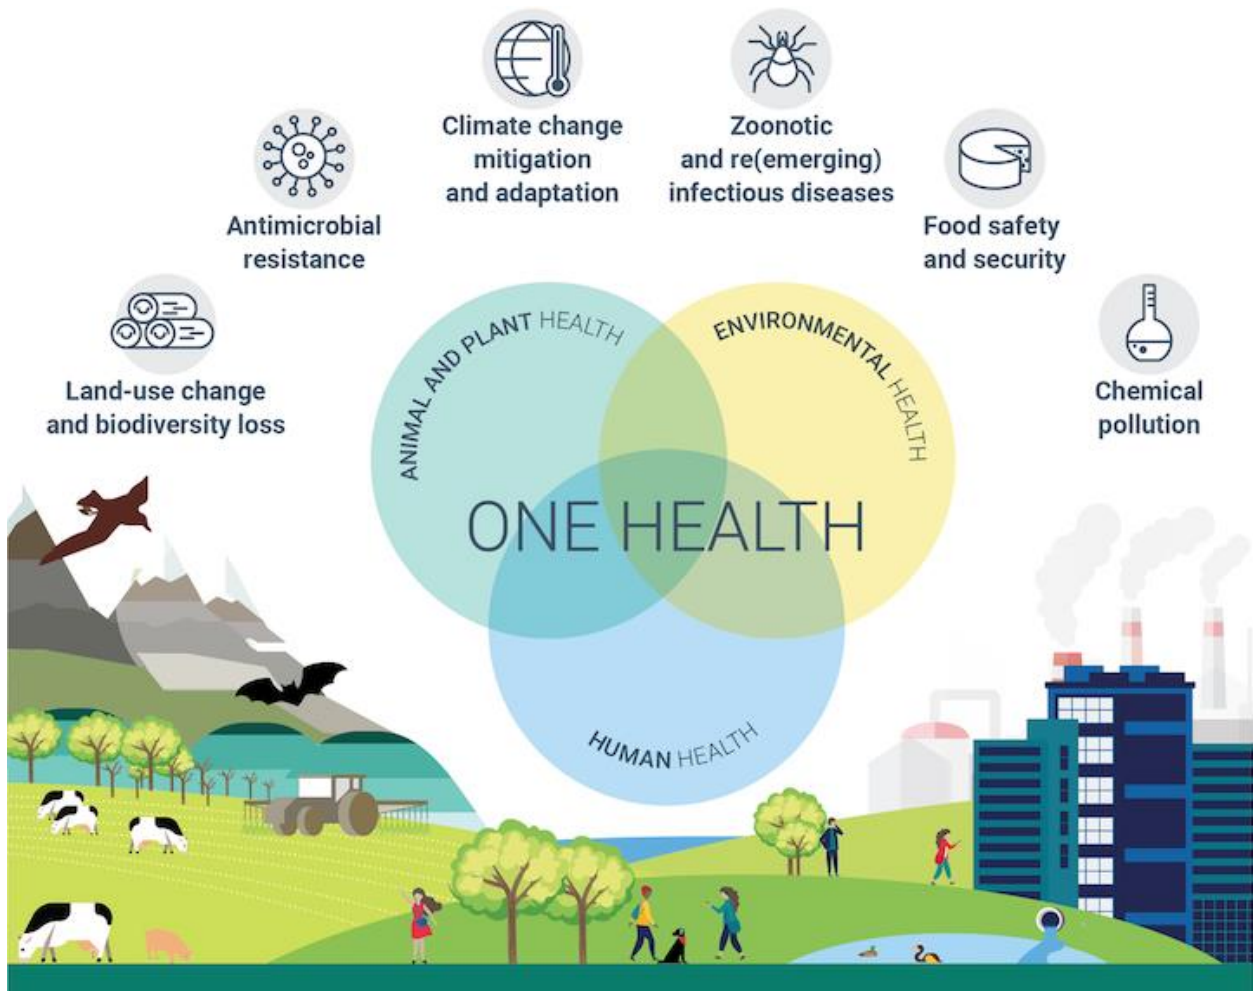 Climate change
mitigation
and adaptation
Zoonotic
and re(emerging)
infectious diseases
Antimicrobial
resistance
Food safety
and security
Land-use change
and biodiversity loss
Chemical
pollution
ANIMAL AND PLANT HEALTH
ENVIRONMENTAL HEALTH
ONE HEALTH
HUMAN HEALTH